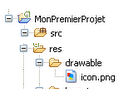 MonPremierProjet
src
res
drawable
icon.png